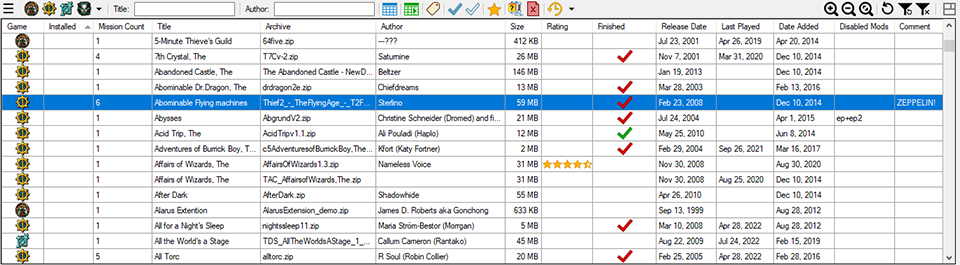 Title: Author:
Game Installed Mission Count Title Archive Author Size Rating Finished Release Date Last Played Date Added Disabled Mods Comment
1 5-Minute Thieve's Guild 64five.zip ---??? 412 KB Jul 23, 2001 Apr 26, 2019 Apr 20, 2014
4 7th Crystal, The T7Cv-2.zip Saturnine 26 MB Nov 7, 2001 Mar 31, 2020 Dec 10, 2014
1 Abandoned Castle, The The Abandoned Castle - NewD... Beltzer 146 MB Jan 19, 2013 Dec 10, 2014
1 Abominable Dr.Dragon, The drdragon2e.zip Chiefdreams 13 MB Mar 28, 2003 Feb 13, 2016
6 Abominable Flying machines Thief2_-_TheFlyingAge_-_T2F... Sterlino 59 MB Feb 23, 2008 Dec 10, 2014 ZEPPELIN!
1 Abysses AbgrundV2.zip Christine Schneider (Dromed) and fi... 21 MB Jul 24, 2004 Apr 1, 2015 ep+ep2
1 Acid Trip, The AcidTripv1.1.zip Ali Pouladi (Haplo) 12 MB May 25, 2010 Jun 8, 2014
1 Adventures of Burrick Boy, T... c5AdventuresofBurrickBoy,The... Kfort (Katy Fortner) 2 MB Feb 29, 2004 Sep 26, 2021 Mar 16, 2017
1 Affairs of Wizards, The AffairsOfWizards1.3.zip Nameless Voice 31 MB Nov 30, 2008 Aug 30, 2020
1 Affairs of Wizards, The TAC_AffairsofWizards,The.zip 31 MB Nov 30, 2008 Aug 25, 2020 Dec 10, 2014
1 After Dark AfterDark.zip Shadowhide 55 MB Apr 26, 2010 Dec 10, 2014
1 Alarus Extention AlarusExtension_demo.zip James D. Roberts aka Gonchong 633 KB Sep 13, 1999 Aug 28, 2012
1 All for a Night's Sleep nightssleep11.zip Maria Ström-Bestor (Morrgan) 5 MB Mar 10, 2008 Apr 28, 2022 Aug 28, 2012
1 All the World's a Stage TDS_AllTheWorldsAStage_1_... Callum Cameron (Rantako) 45 MB Aug 22, 2009 Jul 24, 2022 Feb 15, 2019
5 All Torc alltorc.zip R Soul (Robin Collier) 20 MB Feb 25, 2005 Apr 28, 2022 Dec 10, 2014